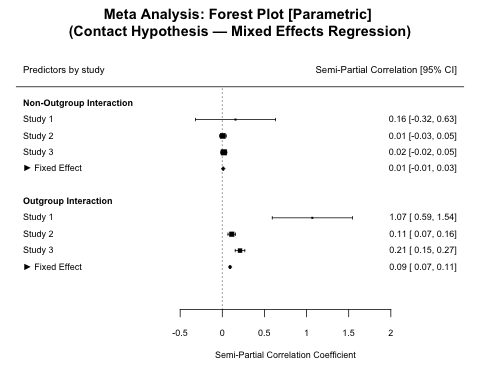 Meta Analysis: Forest Plot [Parametric]
(Contact Hypothesis — Mixed Effects Regression)
Predictors by study Semi-Partial Correlation [95% CI]
Non-Outgroup Interaction
Study 1 0.16 [-0.32, 0.63]
Study 2 0.01 [-0.03, 0.05]
Study 3 0.02 [-0.02, 0.05]
► Fixed Effect 0.01 [-0.01, 0.03]
Outgroup Interaction
Study 1 1.07 [ 0.59, 1.54]
Study 2 0.11 [ 0.07, 0.16]
Study 3 0.21 [ 0.15, 0.27]
► Fixed Effect 0.09 [ 0.07, 0.11]
-0.5 0 0.5 1 1.5 2
Semi-Partial Correlation Coefficient